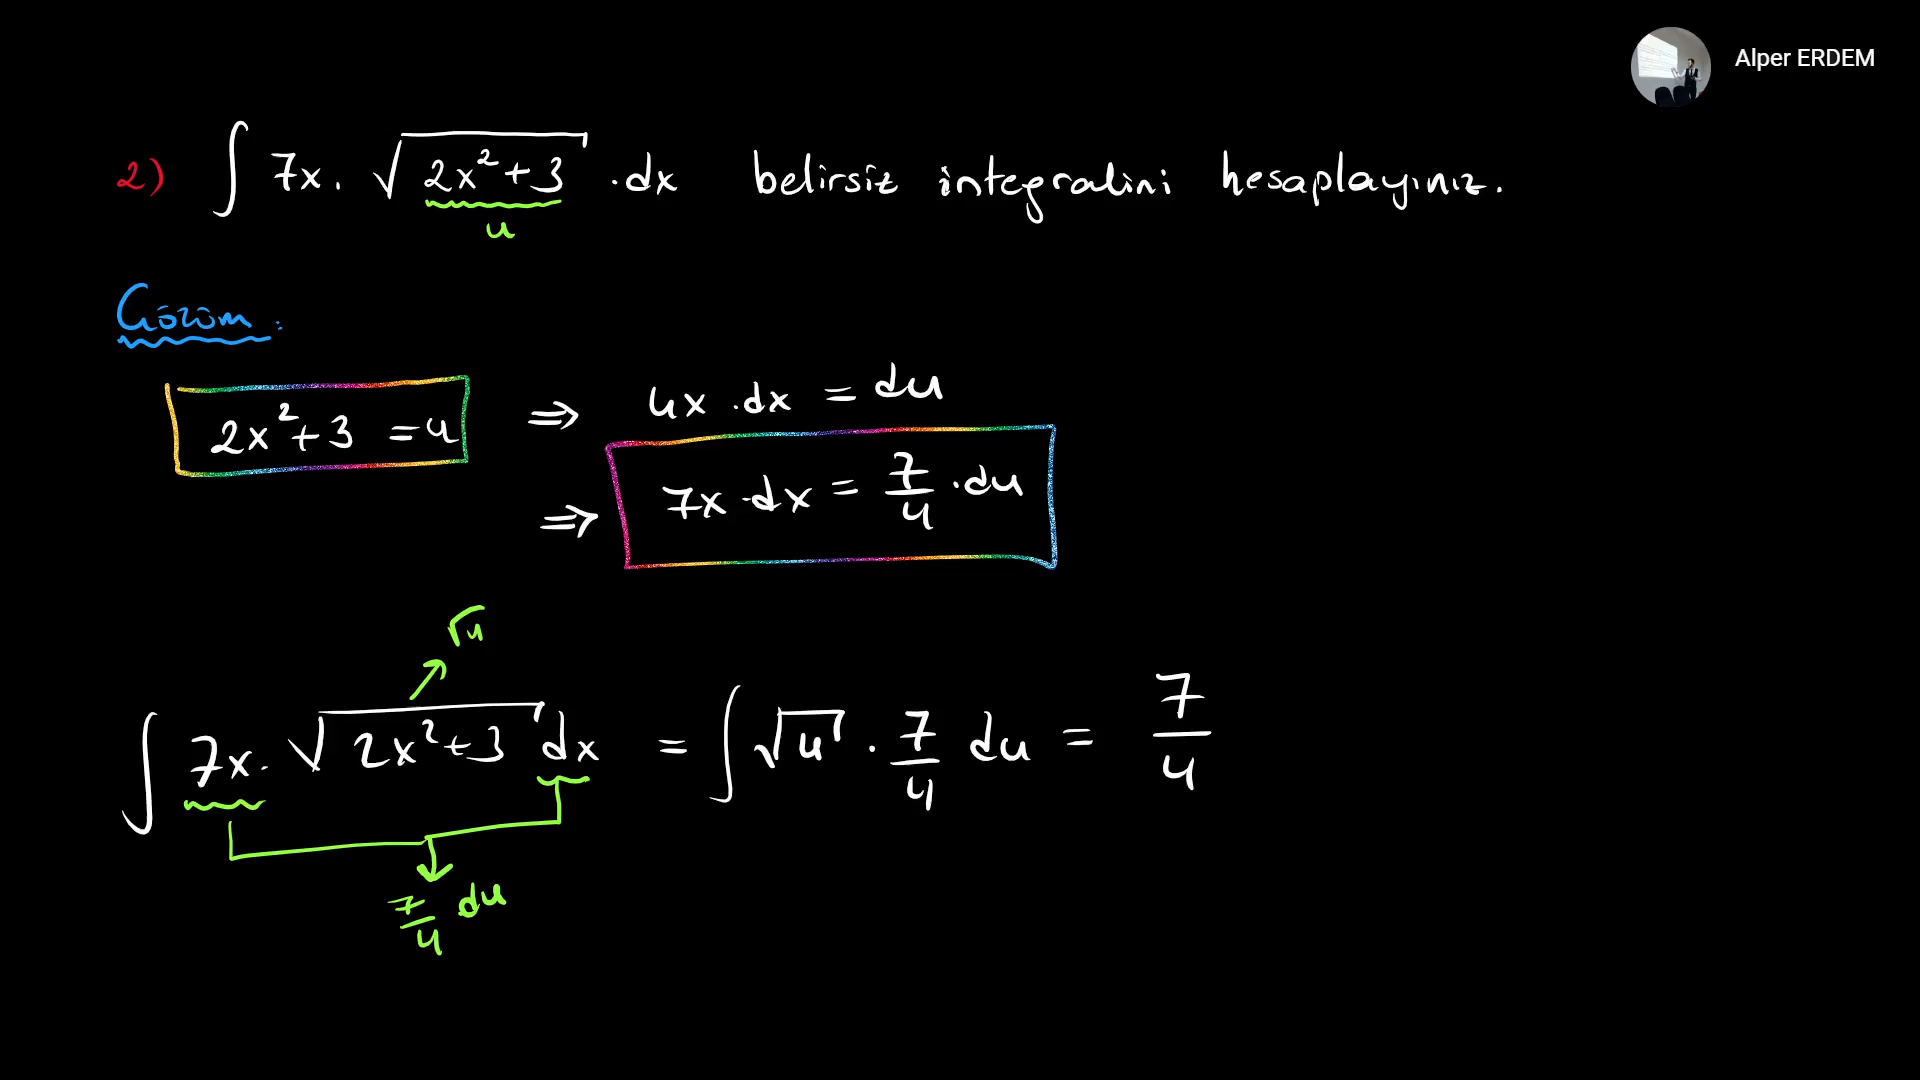 Alper ERDEM
2) ∫ 7x . √(2x²+3) . dx belirsiz integralini hesaplayınız.
u
Çözüm :
2x²+3 = u ⇒ 4x . dx = du
⇒ 7x . dx = 7/4 . du
√u
∫ 7x . √(2x²+3) dx = ∫ √u . 7/4 du = 7/4
7/4 du